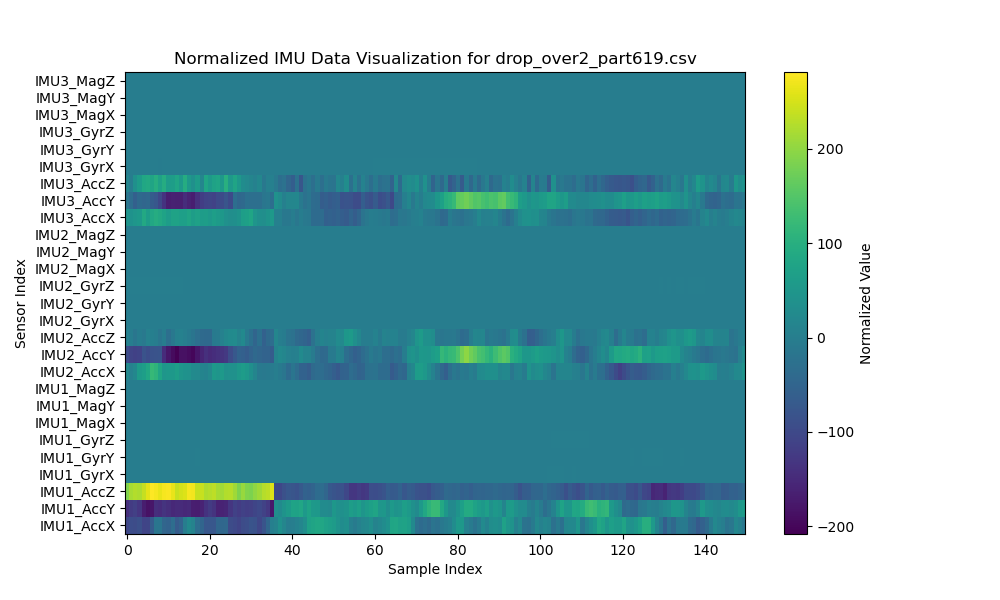 Normalized IMU Data Visualization for drop_over2_part619.csv
IMU3_MagZ
IMU3_MagY
IMU3_MagX
IMU3_GyrZ
IMU3_GyrY
IMU3_GyrX
IMU3_AccZ
IMU3_AccY
IMU3_AccX
IMU2_MagZ
IMU2_MagY
IMU2_MagX
IMU2_GyrZ
IMU2_GyrY
IMU2_GyrX
IMU2_AccZ
IMU2_AccY
IMU2_AccX
IMU1_MagZ
IMU1_MagY
IMU1_MagX
IMU1_GyrZ
IMU1_GyrY
IMU1_GyrX
IMU1_AccZ
IMU1_AccY
IMU1_AccX
Sensor Index
0 20 40 60 80 100 120 140
Sample Index
200
100
0
−100
−200
Normalized Value